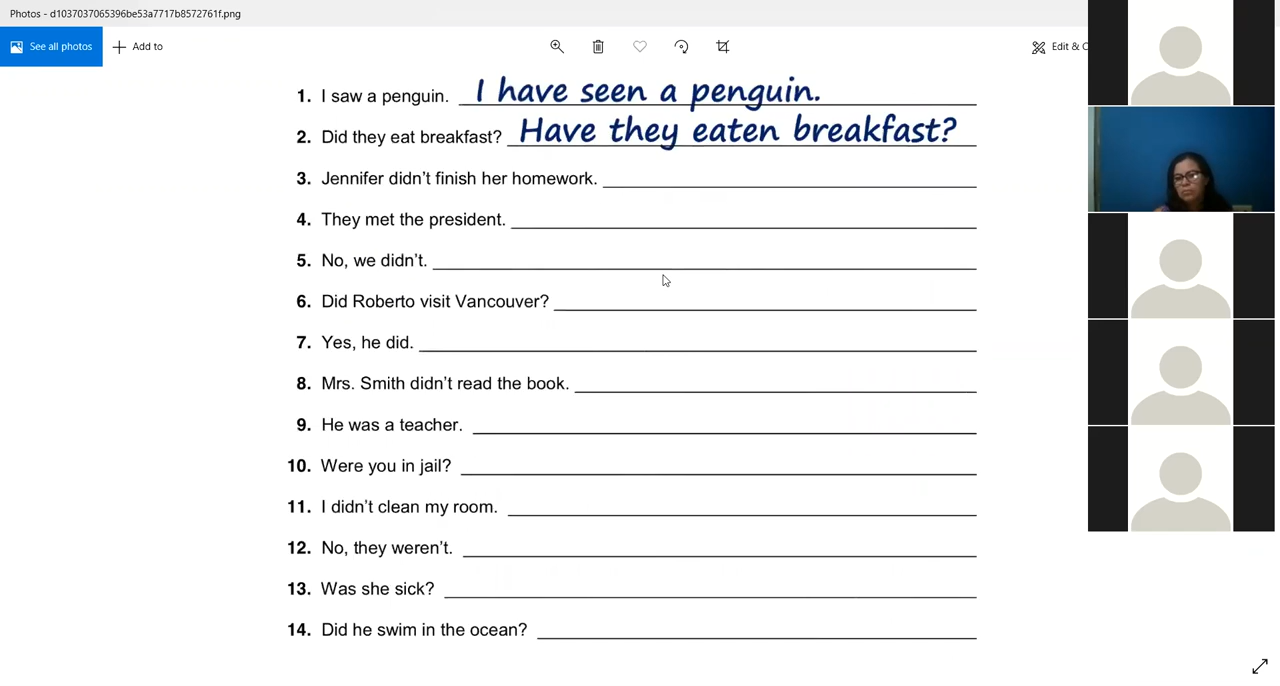 Photos - d1037037065396be53a7717b8572761f.png
See all photos
Add to
Edit & C
1. I saw a penguin. I have seen a penguin.
2. Did they eat breakfast? Have they eaten breakfast?
3. Jennifer didn't finish her homework.
4. They met the president.
5. No, we didn't.
6. Did Roberto visit Vancouver?
7. Yes, he did.
8. Mrs. Smith didn't read the book.
9. He was a teacher.
10. Were you in jail?
11. I didn't clean my room.
12. No, they weren't.
13. Was she sick?
14. Did he swim in the ocean?